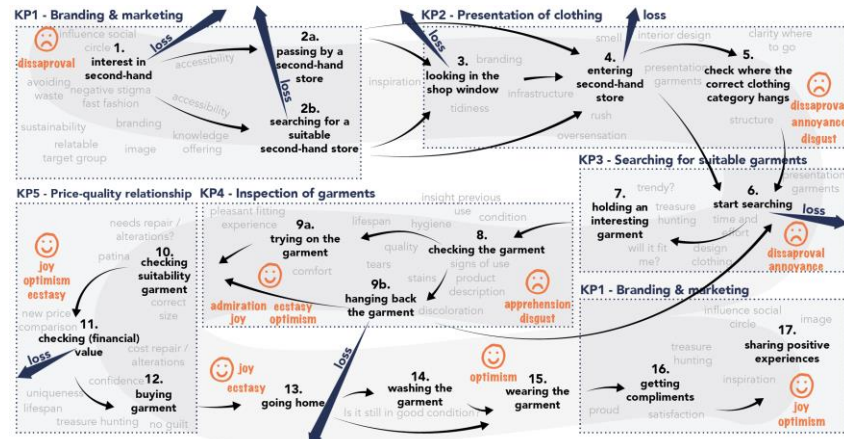 KP1 - Branding & marketing
influence social
circle
dissaproval
1.
interest in
second-hand
loss
accessibility
avoiding
waste
negative stigma
fast fashion
accessibility
sustainability
branding
relatable
target group
image
knowledge
offering
2a.
passing by a
second-hand
store
loss
2b.
searching for a
suitable
second-hand store
inspiration
KP2 - Presentation of clothing
loss
loss
3.
looking in the
shop window
branding
infrastructure
tidiness
smell
interior design
clarity where
to go
4.
entering
second-hand
store
presentation
garments
rush
oversensation
5.
check where the
correct clothing
category hangs
structure
dissaproval
annoyance
disgust
KP3 - Searching for suitable garments
presentation
garments
trendy?
7.
holding an
interesting
garment
treasure
hunting
will it fit
me?
design
clothing
6.
start searching
time and
effort
loss
dissaproval
annoyance
KP4 - Inspection of garments
pleasant fitting
experience
9a.
trying on the
garment
lifespan
insight previous
use
hygiene
condition
8.
checking the garment
quality
signs of use
product
description
comfort
tears
stains
9b.
hanging back
the garment
discoloration
admiration
joy
ecstasy
optimism
apprehension
disgust
loss
KP5 - Price-quality relationship
needs repair /
alterations?
joy
optimism
ecstasy
patina
10.
checking
suitability
garment
correct
size
new price
comparison
11.
checking (financial)
value
loss
cost repair /
alterations
confidence
12.
buying
garment
uniqueness
lifespan
treasure hunting
no guilt
joy
ecstasy
13.
going home
14.
washing the
garment
Is it still in good condition?
optimism
15.
wearing the
garment
KP1 - Branding & marketing
influence social
circle
image
17.
sharing positive
experiences
treasure
hunting
16.
getting
compliments
inspiration
proud
satisfaction
joy
optimism